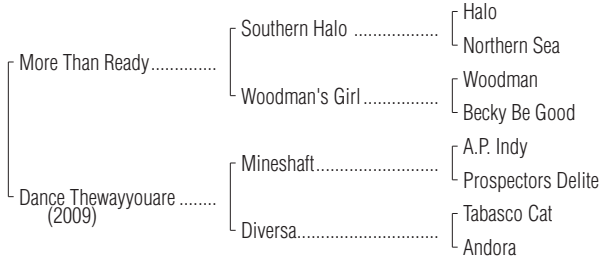 Halo
Southern Halo ..................
Northern Sea
More Than Ready..............
Woodman
Woodman's Girl ................
Becky Be Good
A.P. Indy
Mineshaft..........................
Prospectors Delite
Dance Thewayyouare ........
(2009)
Tabasco Cat
Diversa..............................
Andora